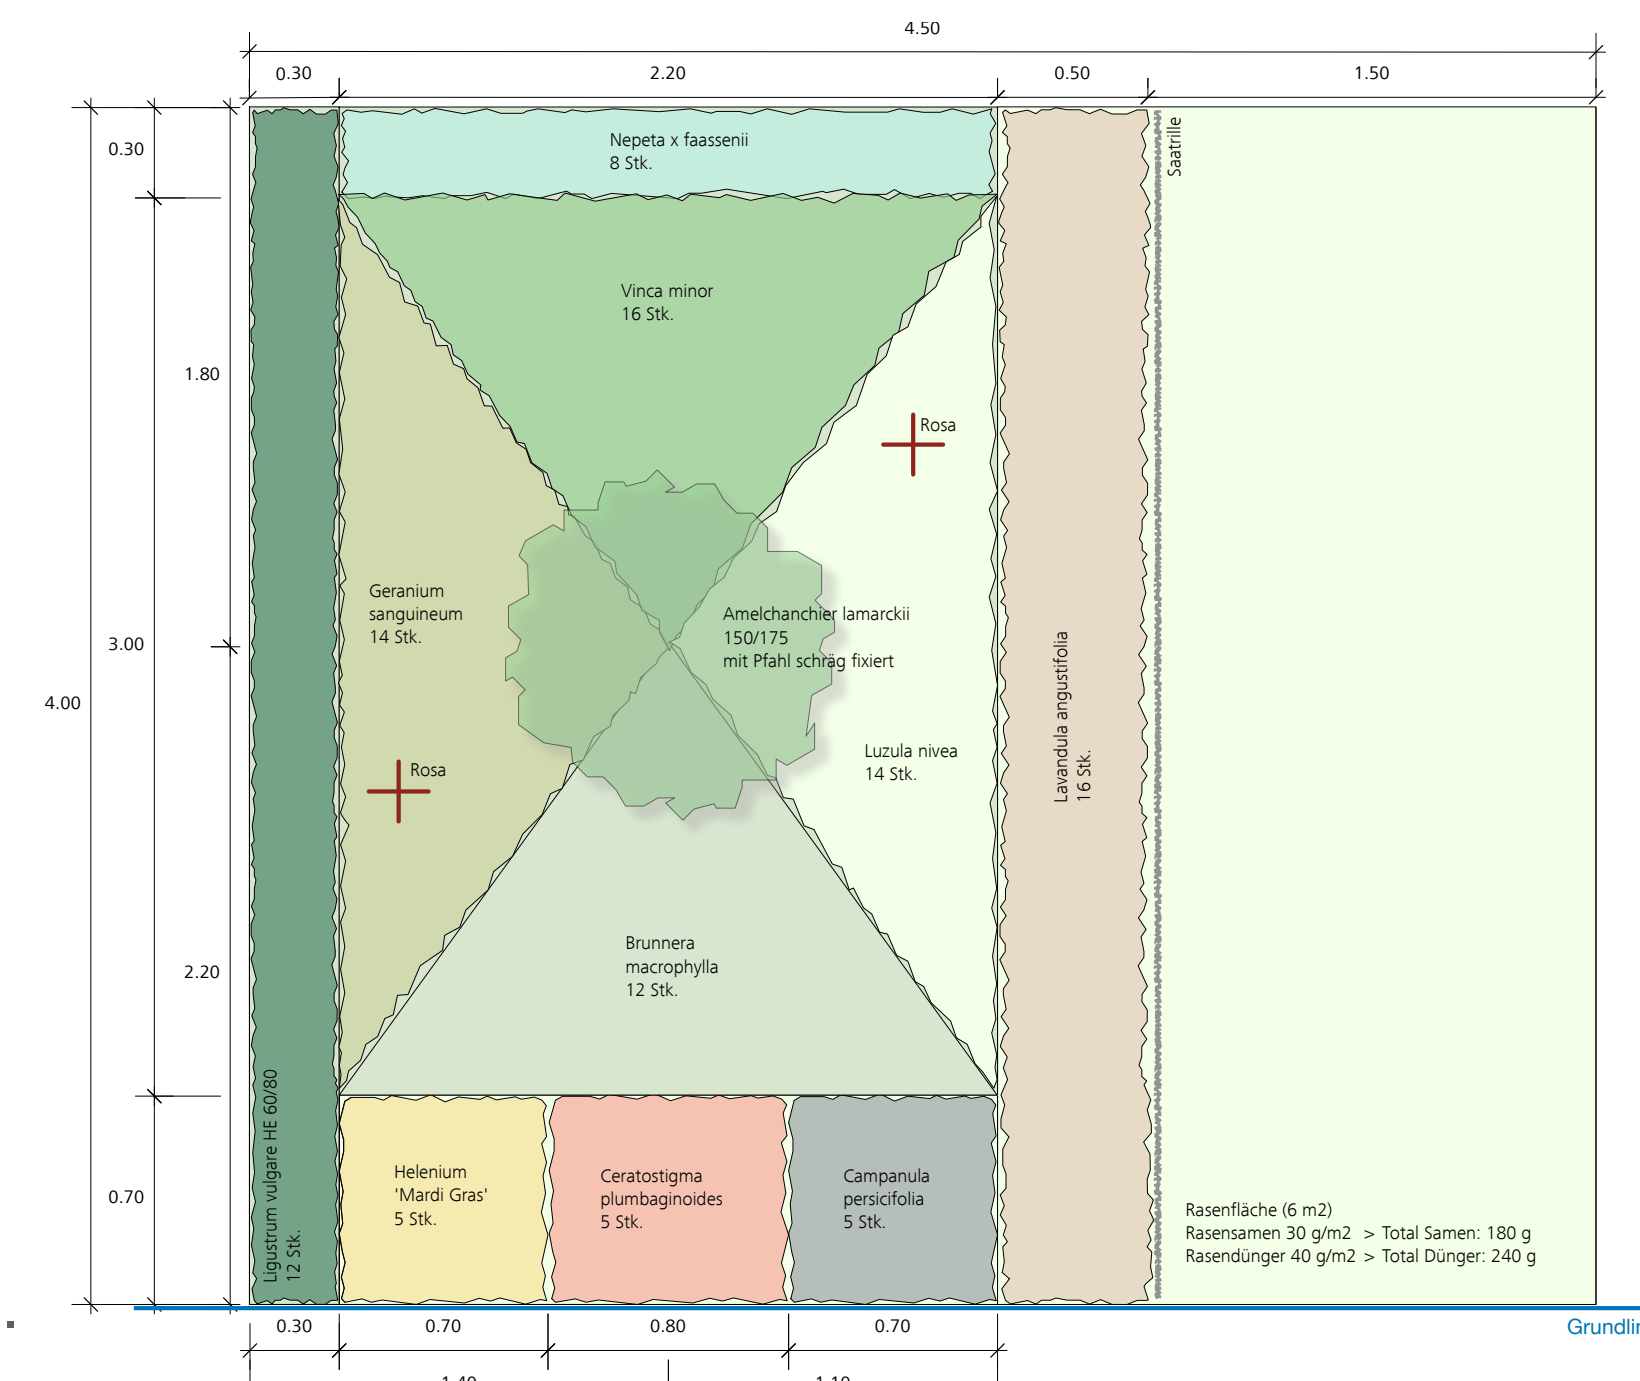 4.50
0.30
2.20
0.50
1.50
0.30
Nepeta x faassenii
8 Stk.
Saatrille
Vinca minor
16 Stk.
1.80
Rosa
Geranium
sanguineum
14 Stk.
Amelchanchier lamarckii
150/175
mit Pfahl schräg fixiert
3.00
4.00
Lavandula angustifolia
16 Stk.
Luzula nivea
14 Stk.
Rosa
Brunnera
macrophylla
12 Stk.
2.20
Ligustrum vulgare HE 60/80
12 Stk.
0.70
Helenium
'Mardi Gras'
5 Stk.
Ceratostigma
plumbaginoides
5 Stk.
Campanula
persicifolia
5 Stk.
Rasenfläche (6 m2)
Rasensamen 30 g/m2 > Total Samen: 180 g
Rasendünger 40 g/m2 > Total Dünger: 240 g
0.30
0.70
0.80
0.70
Grundli
1.40
1.10